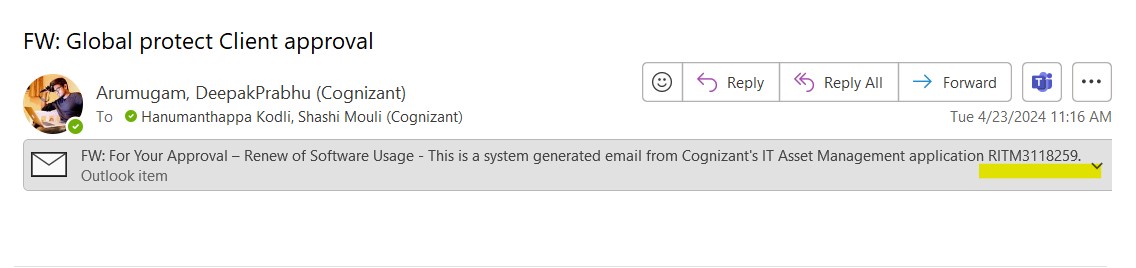 FW: Global protect Client approval
Arumugam, DeepakPrabhu (Cognizant)
Reply
Reply All
Forward
To Hanumanthappa Kodli, Shashi Mouli (Cognizant)
Tue 4/23/2024 11:16 AM
FW: For Your Approval – Renew of Software Usage - This is a system generated email from Cognizant's IT Asset Management application RITM3118259.
Outlook item